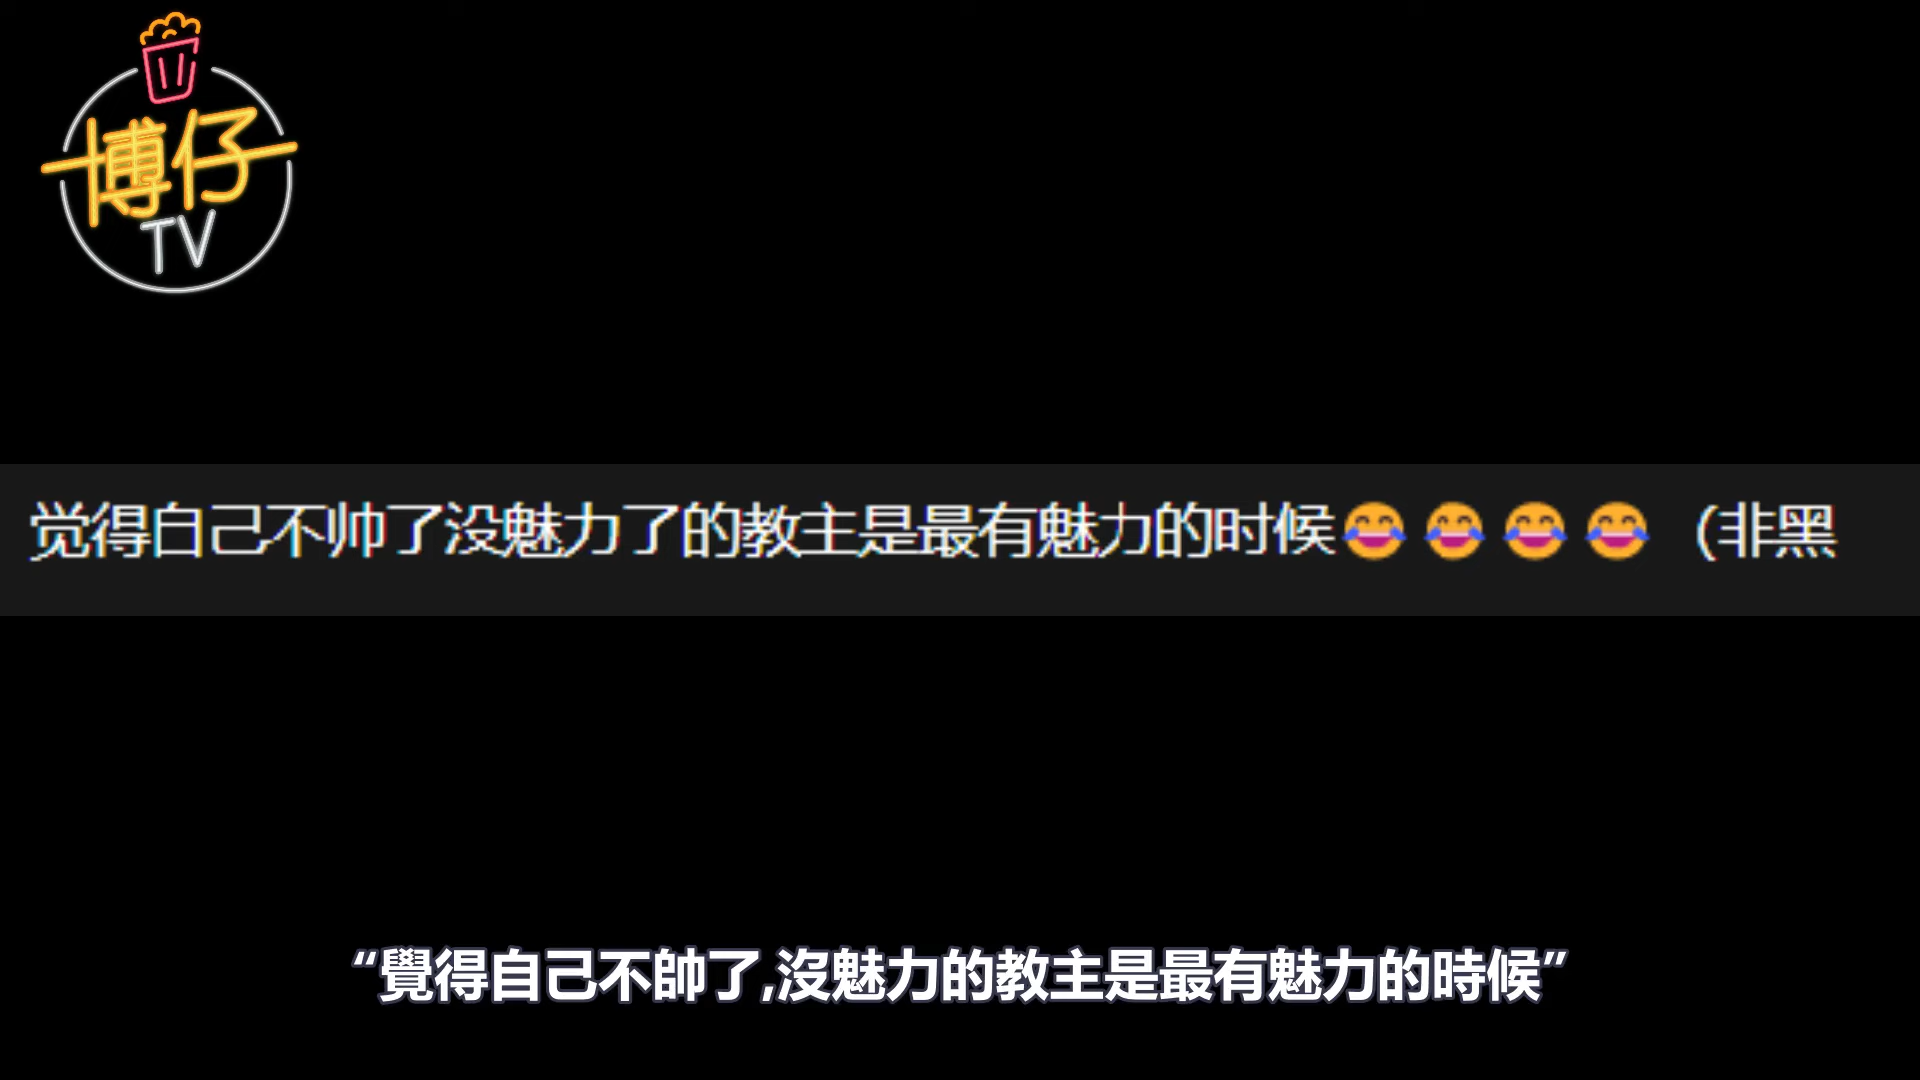 博仔
TV
觉得自己不帅了没魅力了的教主是最有魅力的时候😂😂😂😂 (非黑
“覺得自己不帥了,沒魅力的教主是最有魅力的時候”